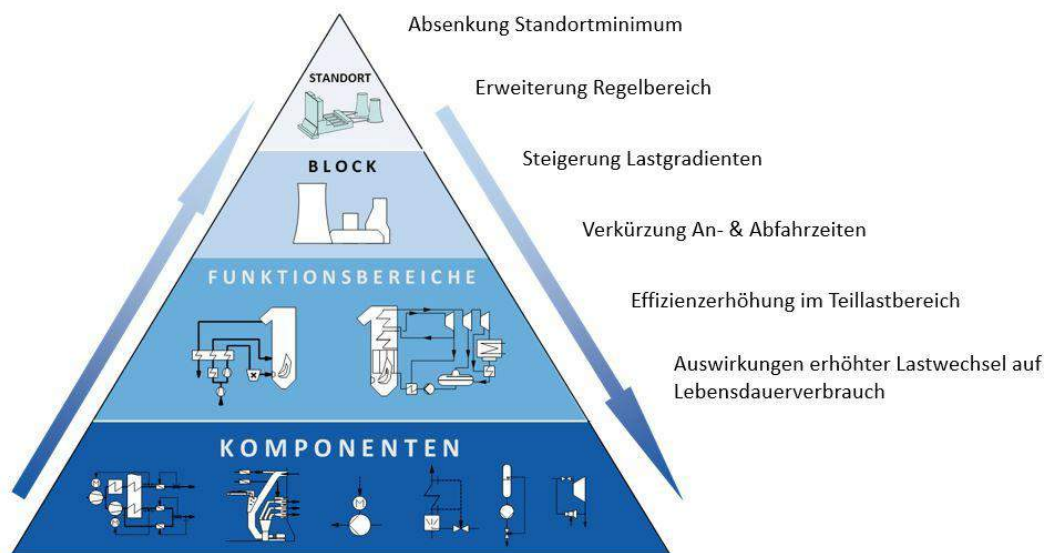 Absenkung Standortminimum
STANDORT
Erweiterung Regelbereich
BLOCK
Steigerung Lastgradienten
Verkürzung An- & Abfahrzeiten
FUNKTIONSBEREICHE
Effizienzerhöhung im Teillastbereich
Auswirkungen erhöhter Lastwechsel auf
Lebensdauerverbrauch
KOMPONENTEN